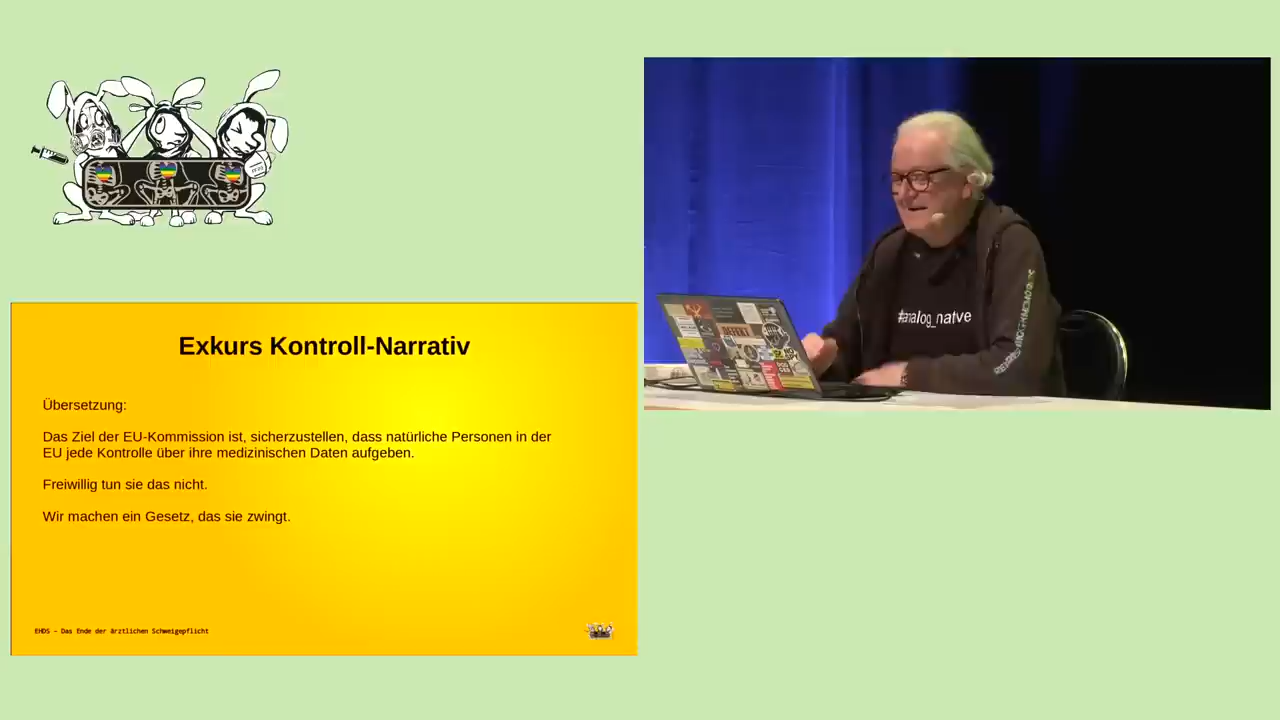 Exkurs Kontroll-Narrativ
Übersetzung:
Das Ziel der EU-Kommission ist, sicherzustellen, dass natürliche Personen in der
EU jede Kontrolle über ihre medizinischen Daten aufgeben.
Freiwillig tun sie das nicht.
Wir machen ein Gesetz, das sie zwingt.
EHDS – Das Ende der ärztlichen Schweigepflicht
#analog_native
DEFEKT